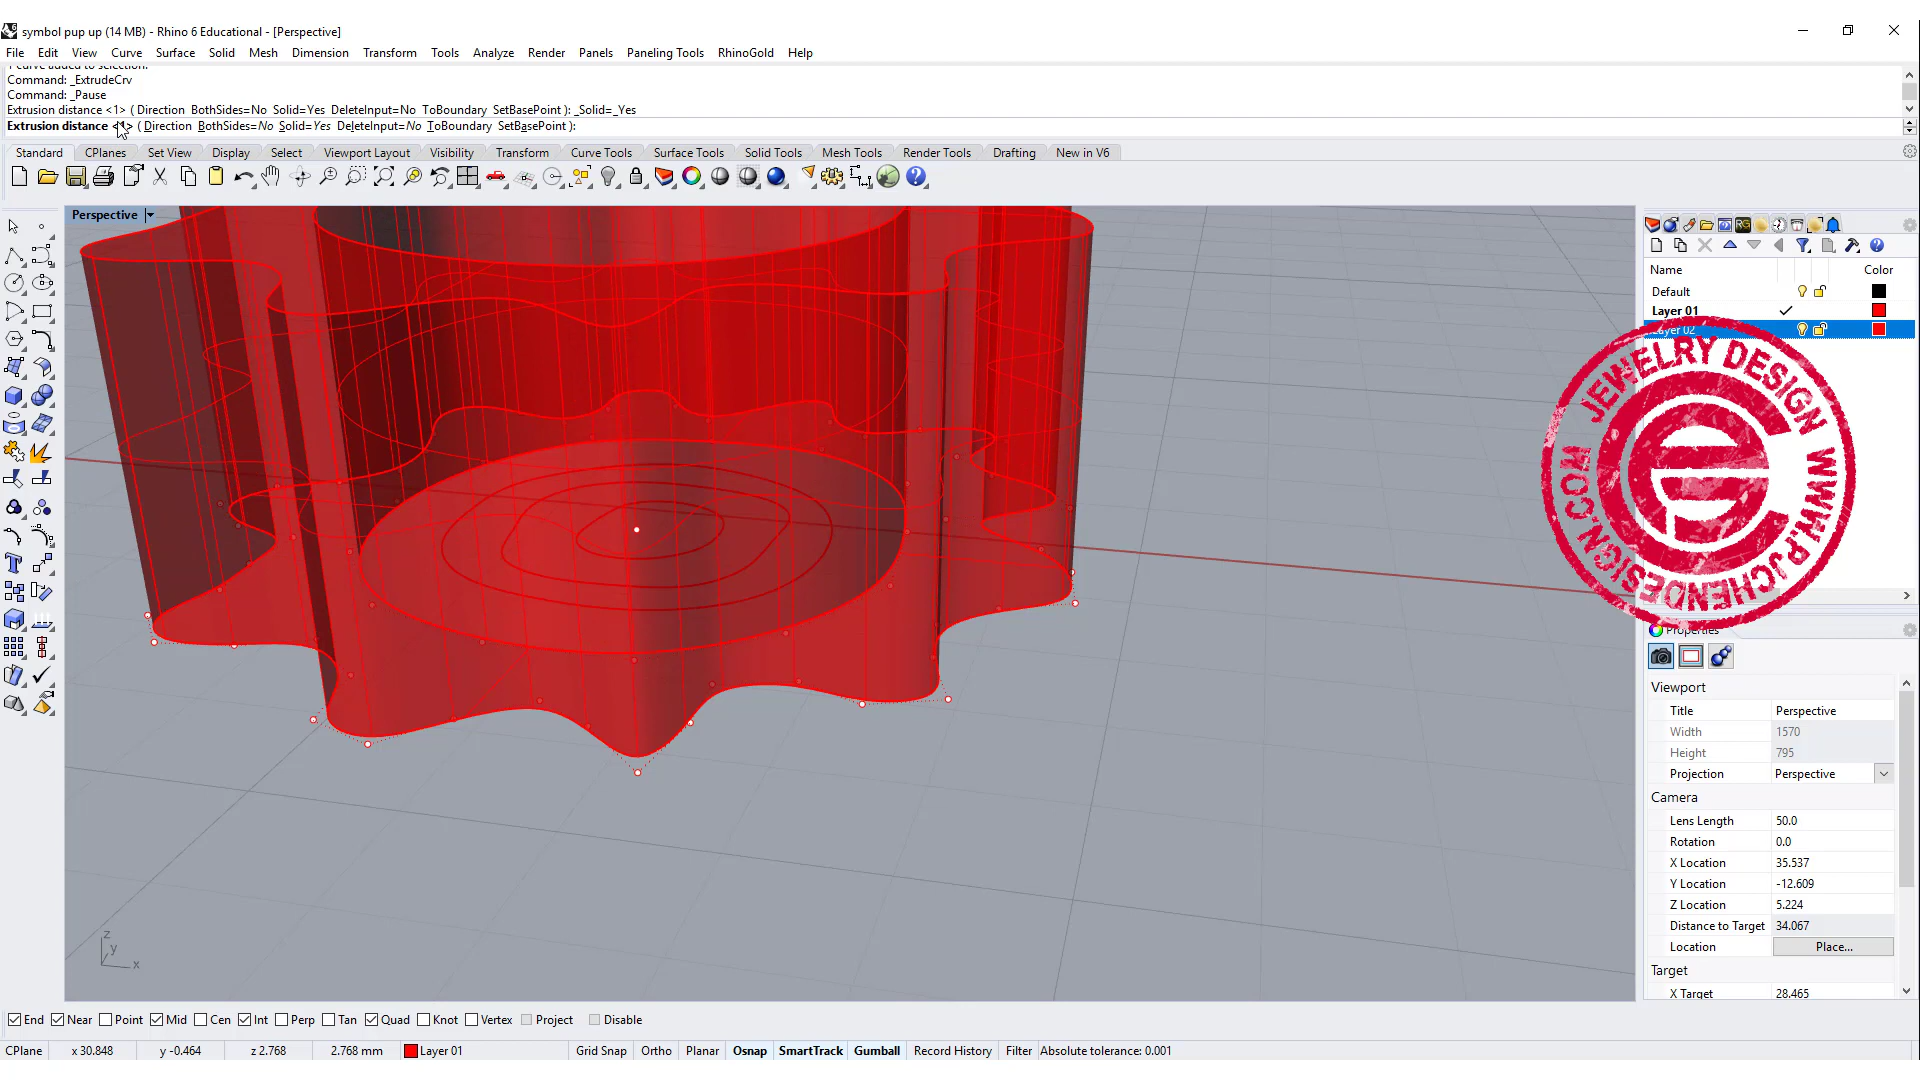 symbol pup up (14 MB) - Rhino 6 Educational - [Perspective]
File Edit View Curve Surface Solid Mesh Dimension Transform Tools Analyze Render Panels Paneling Tools RhinoGold Help
1 curve added to selection.
Command: _ExtrudeCrv
Command: _Pause
Extrusion distance <1> ( Direction BothSides=No Solid=Yes DeleteInput=No ToBoundary SetBasePoint ): _Solid=_Yes
Extrusion distance <1> ( Direction BothSides=No Solid=Yes DeleteInput=No ToBoundary SetBasePoint ):
Standard CPlanes Set View Display Select Viewport Layout Visibility Transform Curve Tools Surface Tools Solid Tools Mesh Tools Render Tools Drafting New in V6
Perspective
Name Color
Default
Layer 01
Layer 02
JEWELRY DESIGN WWW.PJCHENDESIGN.COM
Properties
Viewport
Title Perspective
Width 1570
Height 795
Projection Perspective
Camera
Lens Length 50.0
Rotation 0.0
X Location 35.537
Y Location -12.609
Z Location 5.224
Distance to Target 34.067
Location Place...
Target
X Target 28.465
z
y
x
End Near Point Mid Cen Int Perp Tan Quad Knot Vertex Project Disable
CPlane x 30.848 y -0.464 z 2.768 2.768 mm Layer 01 Grid Snap Ortho Planar Osnap SmartTrack Gumball Record History Filter Absolute tolerance: 0.001